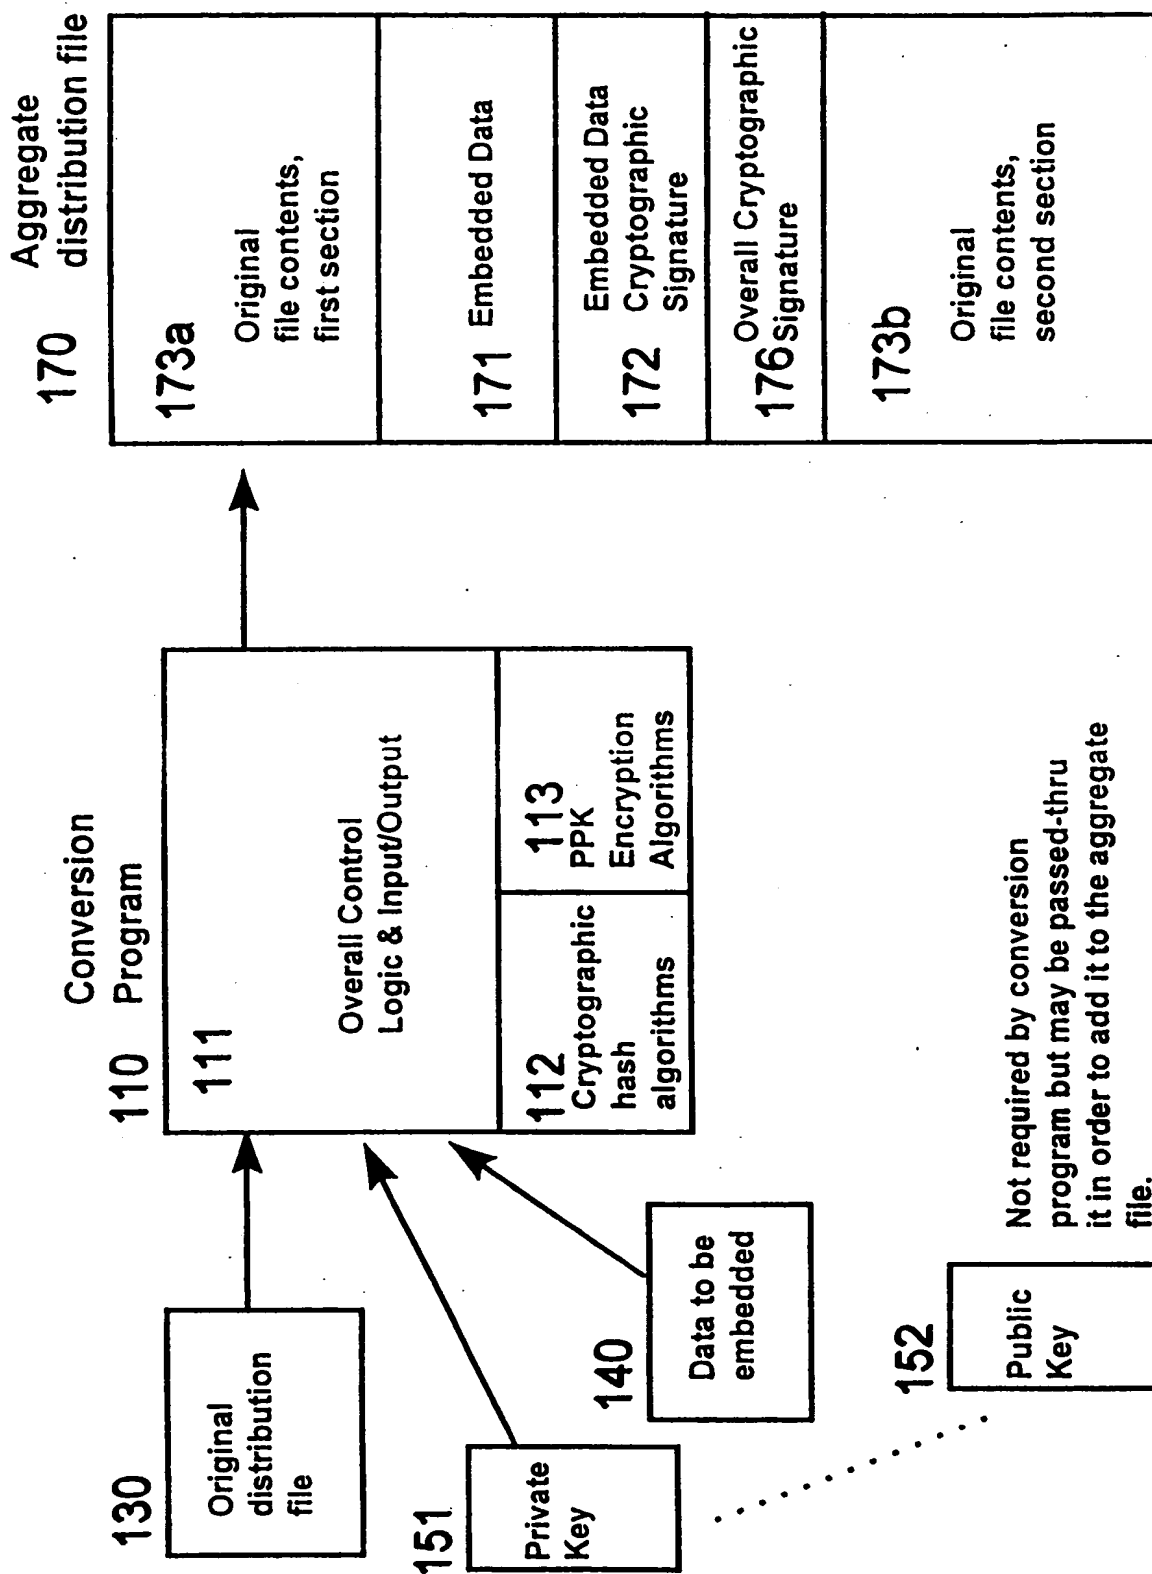 130
Original
distribution
file
151
Private
Key
140
Data to be
embedded
152
Public
Key
Not required by conversion
program but may be passed-thru
it in order to add it to the aggregate
file.
Conversion
110 Program
111
Overall Control
Logic & Input/Output
112
Cryptographic
hash
algorithms
113
PPK
Encryption
Algorithms
Aggregate
170 distribution file
173a
Original
file contents,
first section
171 Embedded Data
Embedded Data
172 Cryptographic
Signature
Overall Cryptographic
176 Signature
173b
Original
file contents,
second section